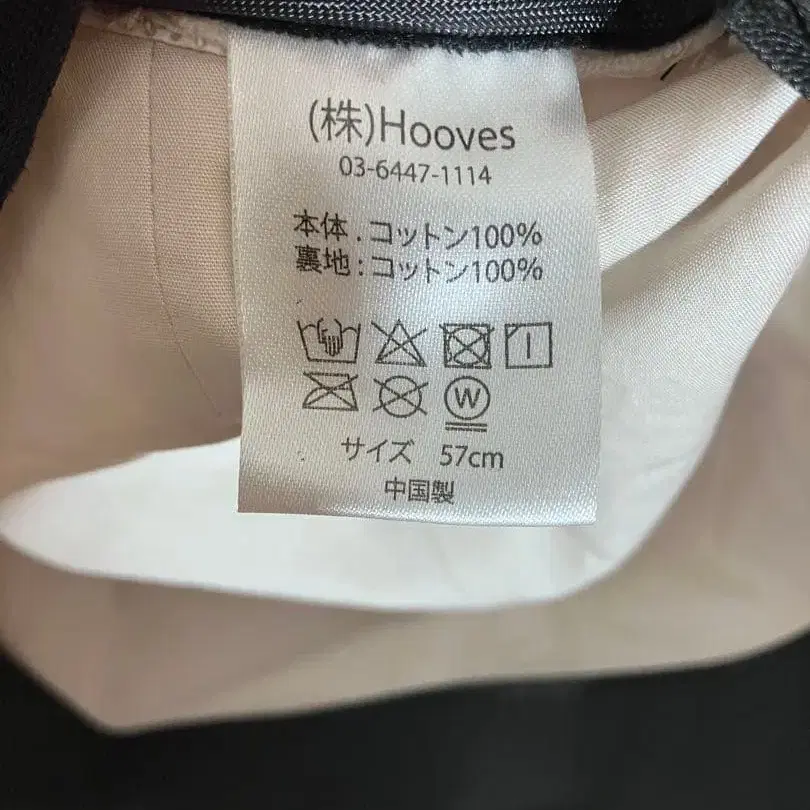 (株)Hooves
03-6447-1114
本体.コットン100%
裏地:コットン100%
W
サイズ 57cm
中国製